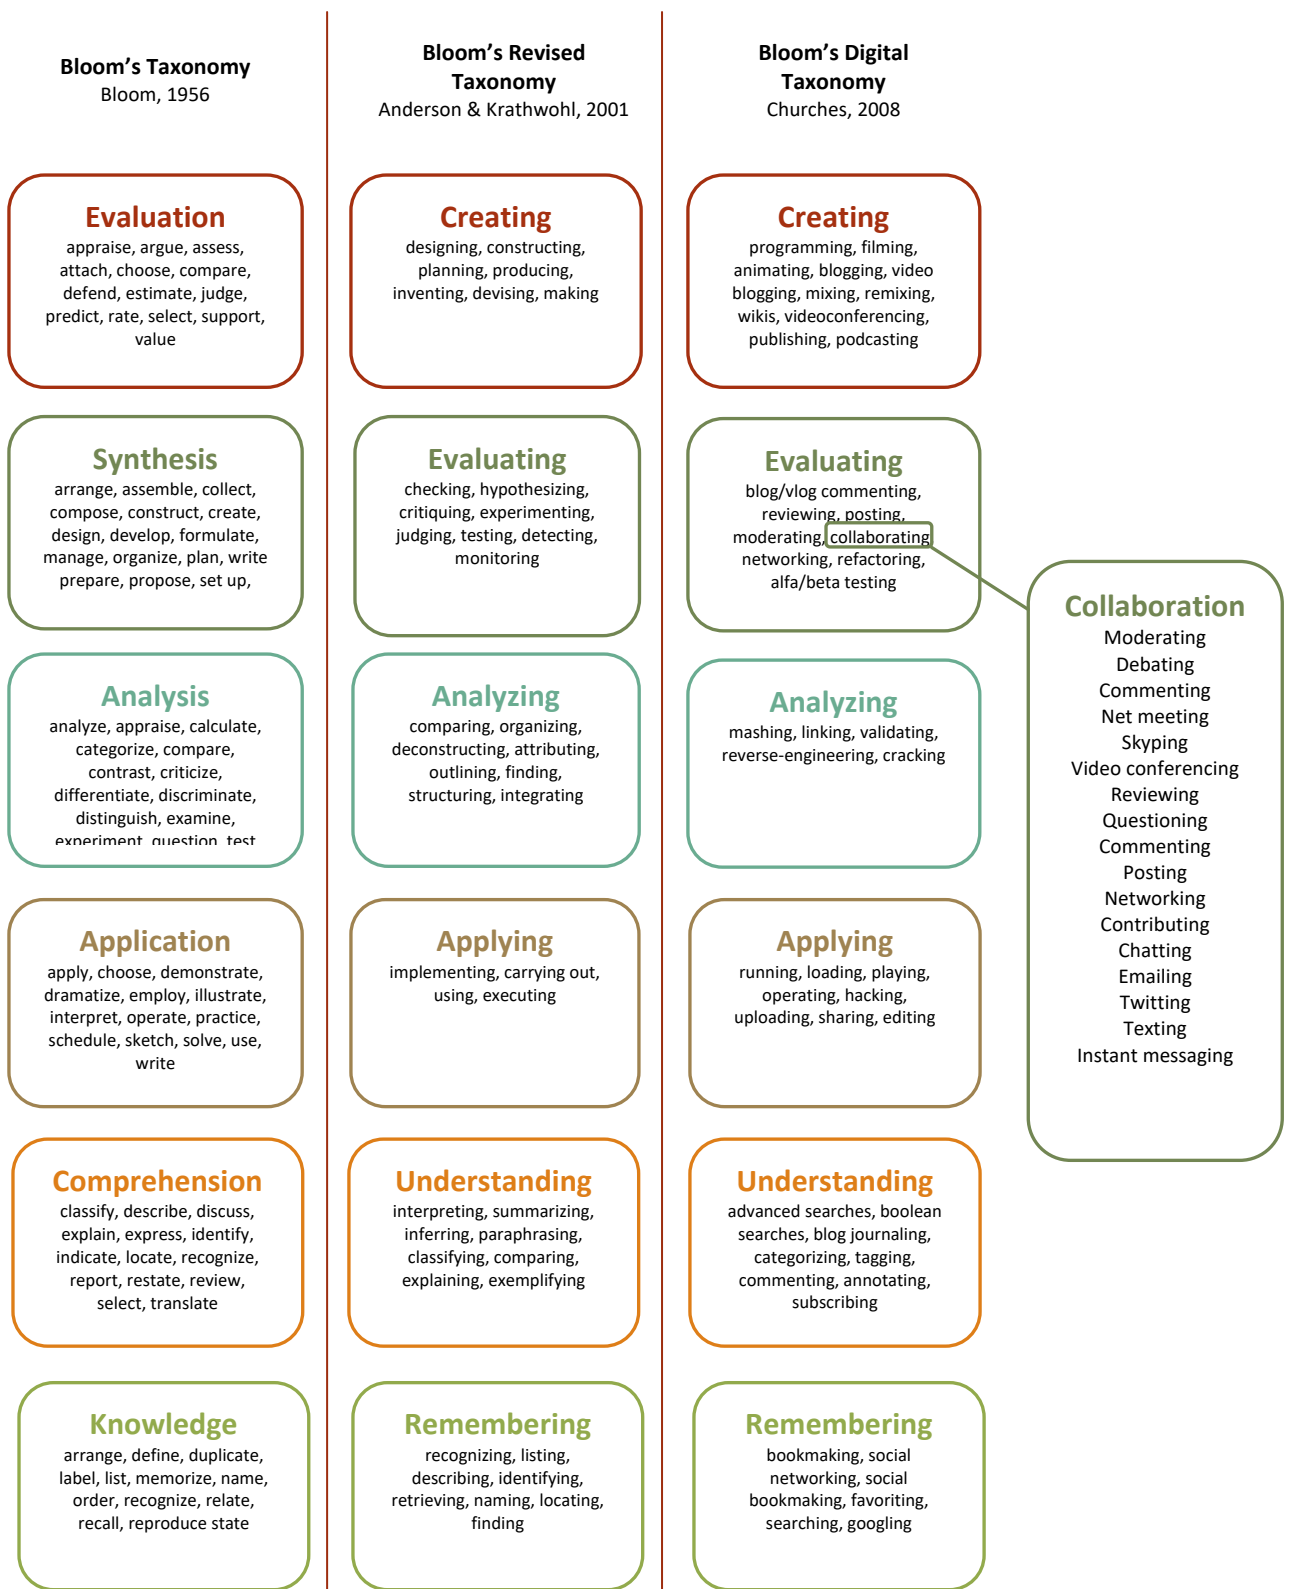 Bloom's Taxonomy
Bloom, 1956
Bloom's Revised
Taxonomy
Anderson & Krathwohl, 2001
Bloom's Digital
Taxonomy
Churches, 2008
Evaluation
appraise, argue, assess,
attach, choose, compare,
defend, estimate, judge,
predict, rate, select, support,
value
Creating
designing, constructing,
planning, producing,
inventing, devising, making
Creating
programming, filming,
animating, blogging, video
blogging, mixing, remixing,
wikis, videoconferencing,
publishing, podcasting
Synthesis
arrange, assemble, collect,
compose, construct, create,
design, develop, formulate,
manage, organize, plan, write
prepare, propose, set up,
Evaluating
checking, hypothesizing,
critiquing, experimenting,
judging, testing, detecting,
monitoring
Evaluating
blog/vlog commenting,
reviewing, posting,
moderating, collaborating
networking, refactoring,
alfa/beta testing
Collaboration
Moderating
Debating
Commenting
Net meeting
Skyping
Video conferencing
Reviewing
Questioning
Commenting
Posting
Networking
Contributing
Chatting
Emailing
Twitting
Texting
Instant messaging
Analysis
analyze, appraise, calculate,
categorize, compare,
contrast, criticize,
differentiate, discriminate,
distinguish, examine,
experiment, question, test
Analyzing
comparing, organizing,
deconstructing, attributing,
outlining, finding,
structuring, integrating
Analyzing
mashing, linking, validating,
reverse-engineering, cracking
Application
apply, choose, demonstrate,
dramatize, employ, illustrate,
interpret, operate, practice,
schedule, sketch, solve, use,
write
Applying
implementing, carrying out,
using, executing
Applying
running, loading, playing,
operating, hacking,
uploading, sharing, editing
Comprehension
classify, describe, discuss,
explain, express, identify,
indicate, locate, recognize,
report, restate, review,
select, translate
Understanding
interpreting, summarizing,
inferring, paraphrasing,
classifying, comparing,
explaining, exemplifying
Understanding
advanced searches, boolean
searches, blog journaling,
categorizing, tagging,
commenting, annotating,
subscribing
Knowledge
arrange, define, duplicate,
label, list, memorize, name,
order, recognize, relate,
recall, reproduce state
Remembering
recognizing, listing,
describing, identifying,
retrieving, naming, locating,
finding
Remembering
bookmaking, social
networking, social
bookmaking, favoriting,
searching, googling